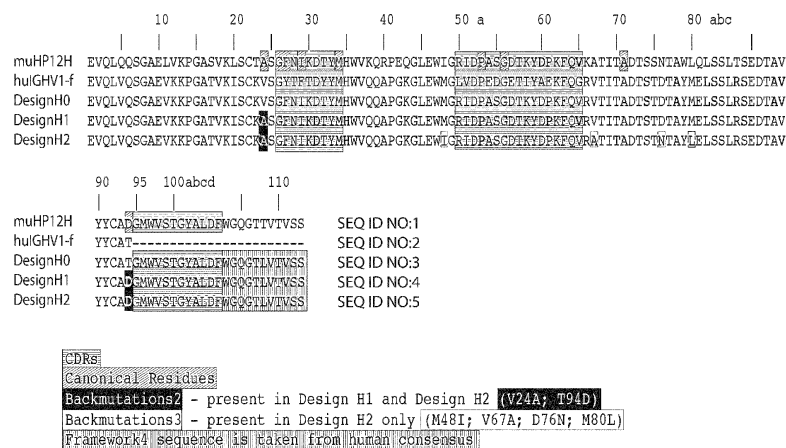 10 20 30 40 50 a 60 70 80 abc
muHP12H EVQLQQSGAELVKPGASVKLSCTASGFNIKDTYMHWVKQRPEQGLEWIGRIDPASGDTKYDPKFQVKATITADTSSNTAWLQLSSLTSEDTAV
huIGHV1-f EVQLVQSGAEVKKPGATVKISCKVSGYTFTDYYMHWVQQAPGKGLEWMGLVDPEDGETIYAEKFQGRVTITADTSTDTAYMELSSLRSEDTAV
DesignH0 EVQLVQSGAEVKKPGATVKISCKVSGFNIKDTYMHWVQQAPGKGLEWMGRIDPASGDTKYDPKFQVRVTITADTSTDTAYMELSSLRSEDTAV
DesignH1 EVQLVQSGAEVKKPGATVKISCKASGFNIKDTYMHWVQQAPGKGLEWMGRIDPASGDTKYDPKFQVRVTITADTSTDTAYMELSSLRSEDTAV
DesignH2 EVQLVQSGAEVKKPGATVKISCKASGFNIKDTYMHWVQQAPGKGLEWIGRIDPASGDTKYDPKFQVRATITADTSTNTAYLELSSLRSEDTAV
90 95 100abcd 110
muHP12H YYCADGMWVSTGYALDFWGQGTTVTVSS SEQ ID NO:1
huIGHV1-f YYCAT---------------------------- SEQ ID NO:2
DesignH0 YYCATGMWVSTGYALDFWGQGTLVTVSS SEQ ID NO:3
DesignH1 YYCADGMWVSTGYALDFWGQGTLVTVSS SEQ ID NO:4
DesignH2 YYCADGMWVSTGYALDFWGQGTLVTVSS SEQ ID NO:5
CDRs
Canonical Residues
Backmutations2 - present in Design H1 and Design H2 (V24A; T94D)
Backmutations3 - present in Design H2 only (M48I; V67A; D76N; M80L)
Framework4 sequence is taken from human consensus